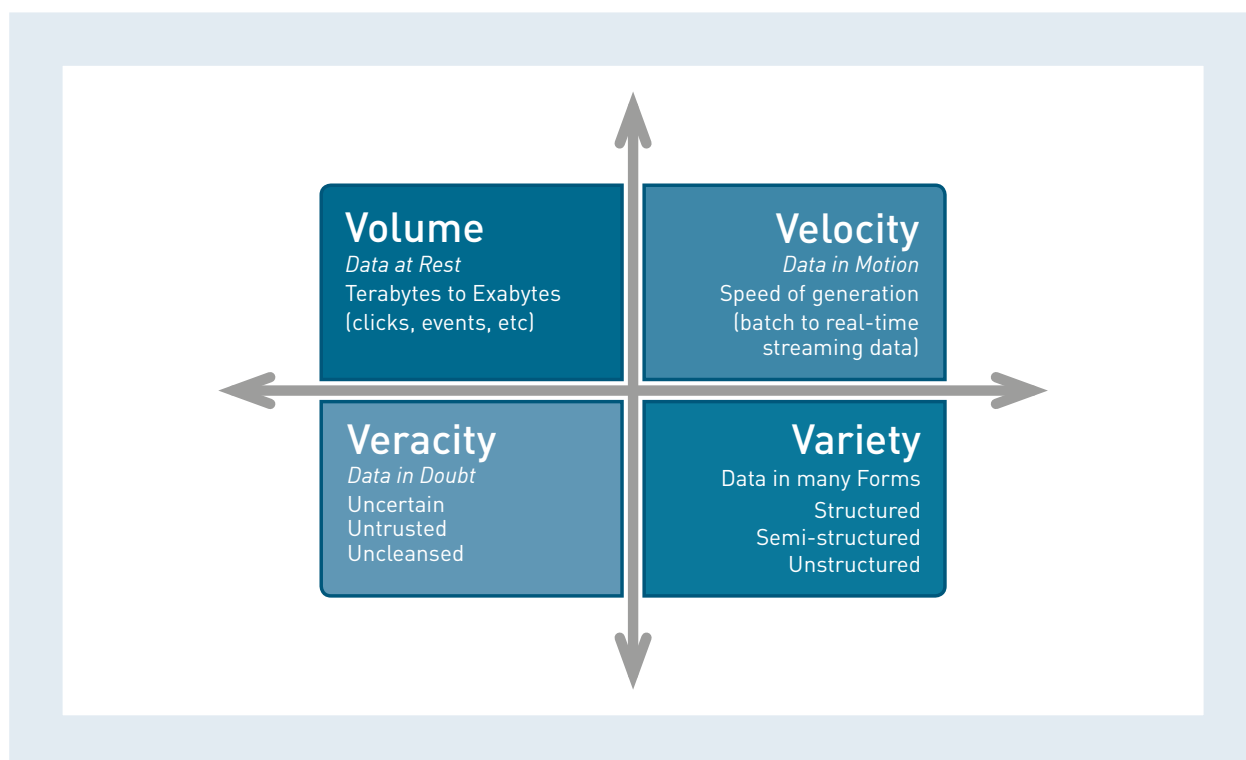 Volume
Data at Rest
Terabytes to Exabytes
(clicks, events, etc)
Velocity
Data in Motion
Speed of generation
(batch to real-time
streaming data)
Veracity
Data in Doubt
Uncertain
Untrusted
Uncleansed
Variety
Data in many Forms
Structured
Semi-structured
Unstructured